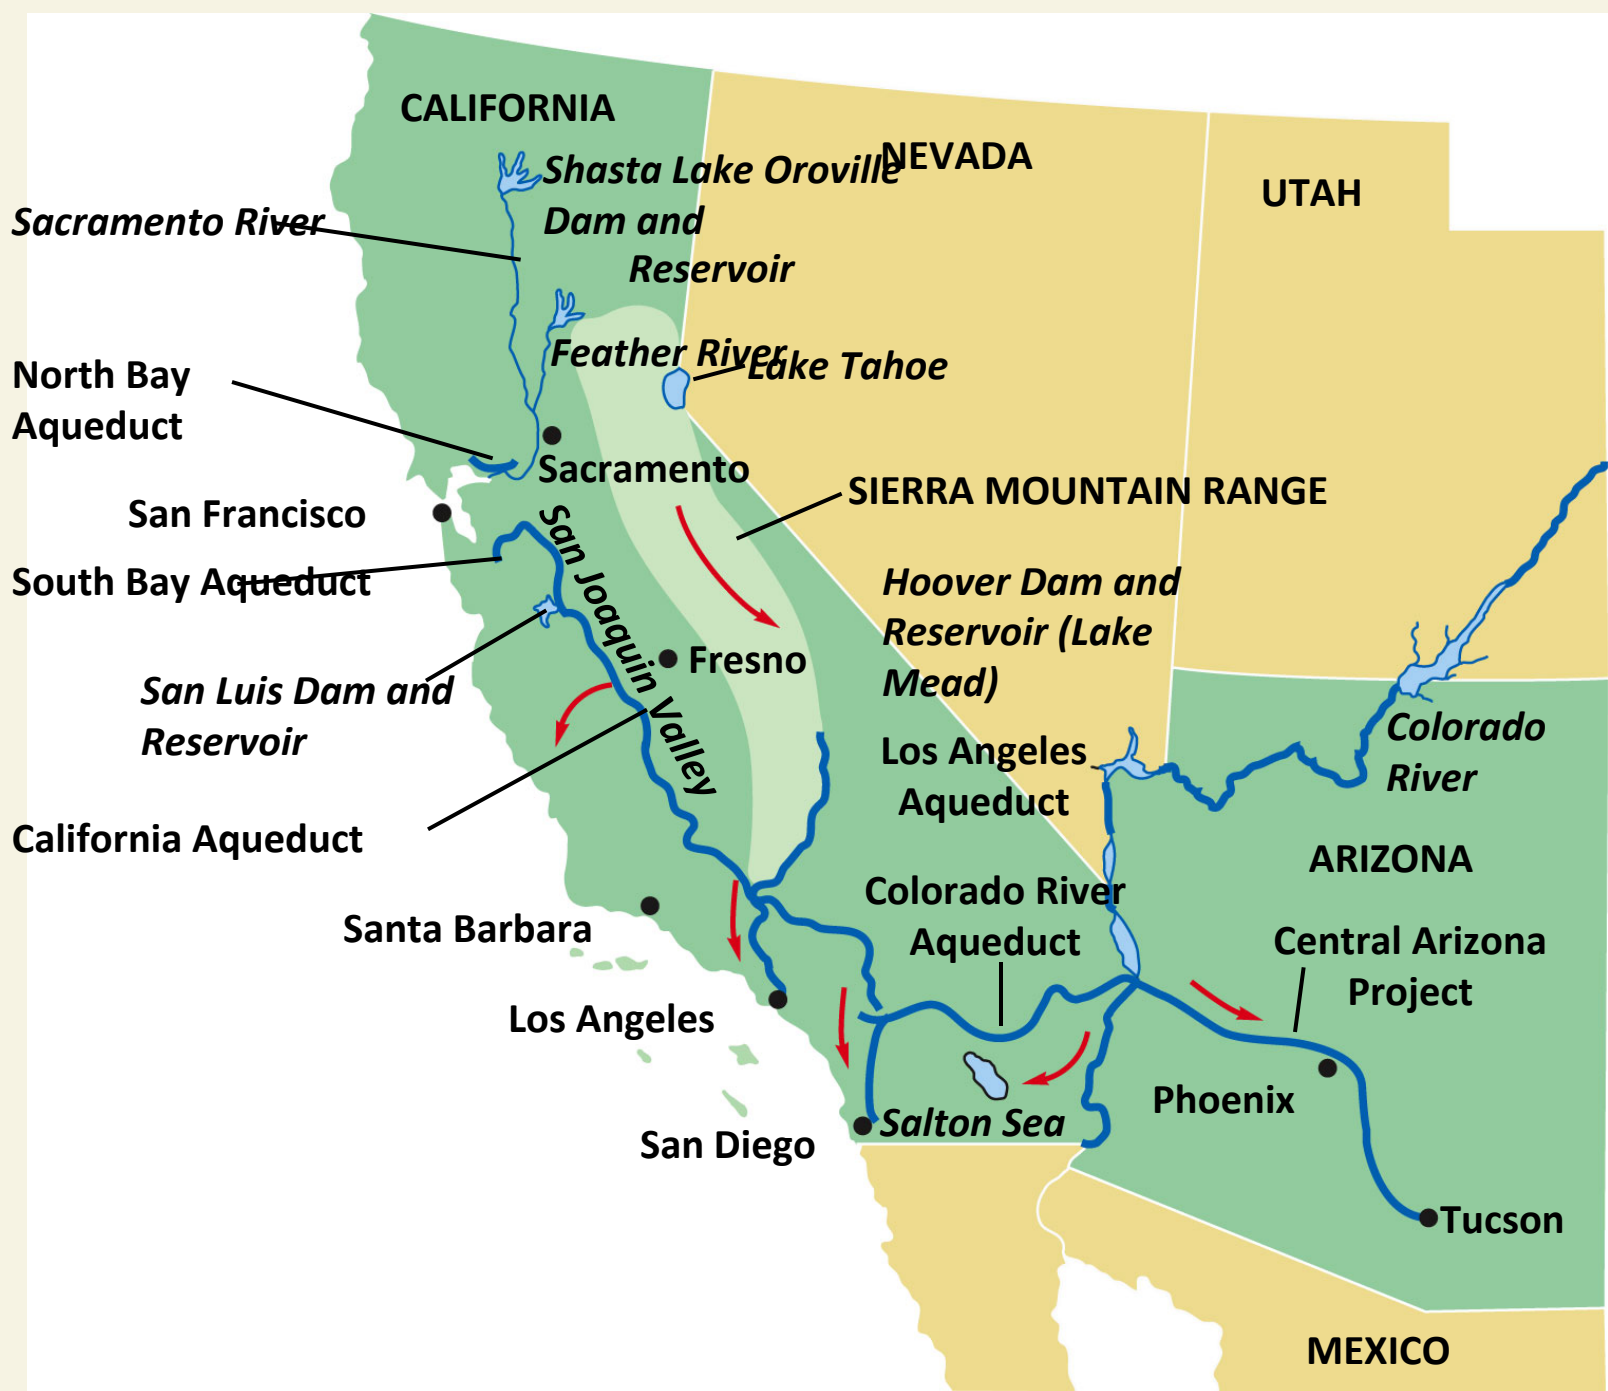 CALIFORNIA
NEVADA
UTAH
Shasta Lake Oroville
Dam and
Reservoir
Sacramento River
Feather River
Lake Tahoe
North Bay
Aqueduct
Sacramento
SIERRA MOUNTAIN RANGE
San Francisco
South Bay Aqueduct
San Joaquin Valley
Hoover Dam and
Reservoir (Lake
Mead)
Fresno
San Luis Dam and
Reservoir
Colorado
River
Los Angeles
Aqueduct
California Aqueduct
ARIZONA
Colorado River
Aqueduct
Santa Barbara
Central Arizona
Project
Los Angeles
Phoenix
Salton Sea
San Diego
Tucson
MEXICO